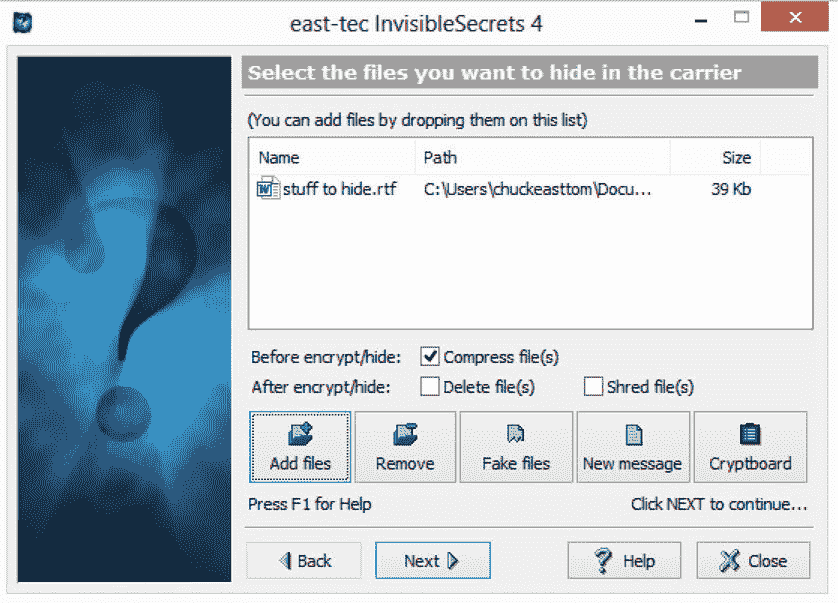 east-tec InvisibleSecrets 4
Select the files you want to hide in the carrier
(You can add files by dropping them on this list)
Name Path Size
stuff to hide.rtf C:\Users\chuckeasttom\Docu... 39 Kb
Before encrypt/hide: Compress file(s)
After encrypt/hide: Delete file(s) Shred file(s)
Add files Remove Fake files New message Cryptboard
Press F1 for Help Click NEXT to continue...
Back Next Help Close